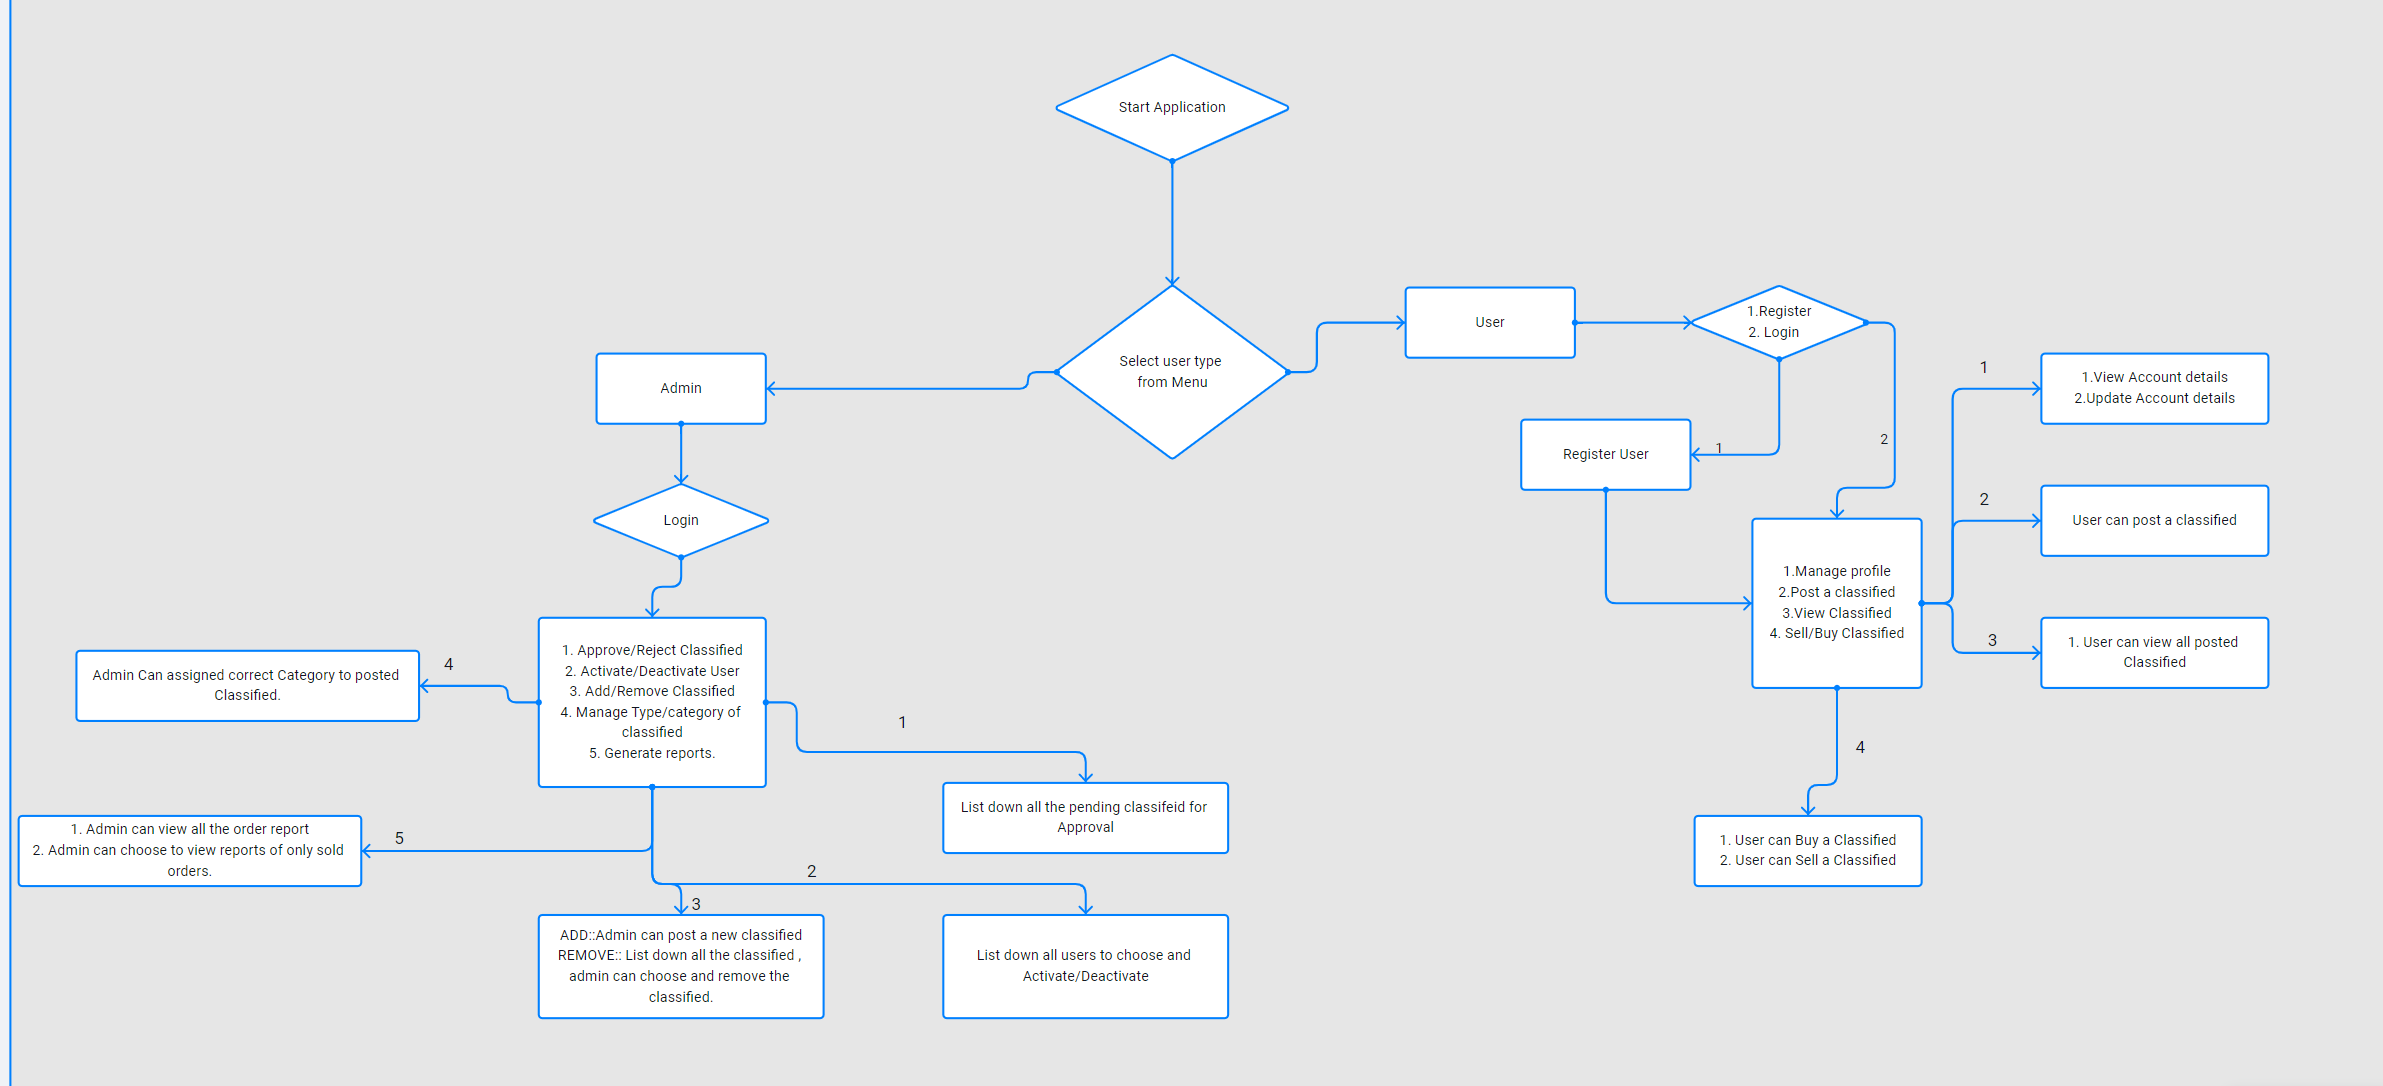 Start Application
Select user type
from Menu
Admin
Login
1. Approve/Reject Classified
2. Activate/Deactivate User
3. Add/Remove Classified
4. Manage Type/category of
classified
5. Generate reports.
4
Admin Can assigned correct Category to posted
Classified.
5
1. Admin can view all the order report
2. Admin can choose to view reports of only sold
orders.
1
List down all the pending classifeid for
Approval
2
List down all users to choose and
Activate/Deactivate
3
ADD::Admin can post a new classified
REMOVE:: List down all the classified ,
admin can choose and remove the
classified.
User
1.Register
2. Login
1
Register User
2
1.Manage profile
2.Post a classified
3.View Classified
4. Sell/Buy Classified
1
1.View Account details
2.Update Account details
2
User can post a classified
3
1. User can view all posted
Classified
4
1. User can Buy a Classified
2. User can Sell a Classified